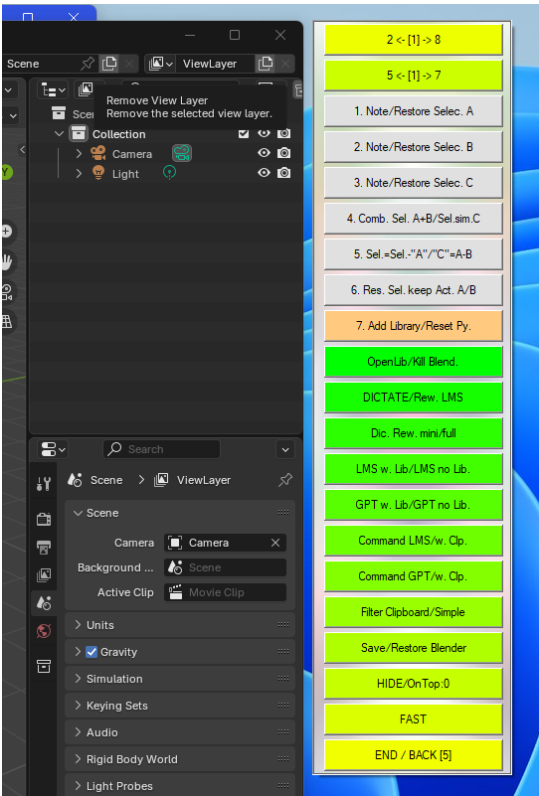 Scene
ViewLayer
Remove View Layer
Remove the selected view layer.
Collection
Camera
Light
Search
Scene
ViewLayer
Scene
Camera
Camera
Background ...
Scene
Active Clip
Movie Clip
Units
Gravity
Simulation
Keying Sets
Audio
Rigid Body World
Light Probes
2 <- [1] -> 8
5 <- [1] -> 7
1. Note/Restore Selec. A
2. Note/Restore Selec. B
3. Note/Restore Selec. C
4. Comb. Sel. A+B/Sel.sim.C
5. Sel.=Sel.-"A"/"C"=A-B
6. Res. Sel. keep Act. A/B
7. Add Library/Reset Py.
OpenLib/Kill Blend.
DICTATE/Rew. LMS
Dic. Rew. mini/full
LMS w. Lib/LMS no Lib.
GPT w. Lib/GPT no Lib.
Command LMS/w. Clp.
Command GPT/w. Clp.
Filter Clipboard/Simple
Save/Restore Blender
HIDE/OnTop:0
FAST
END / BACK [5]